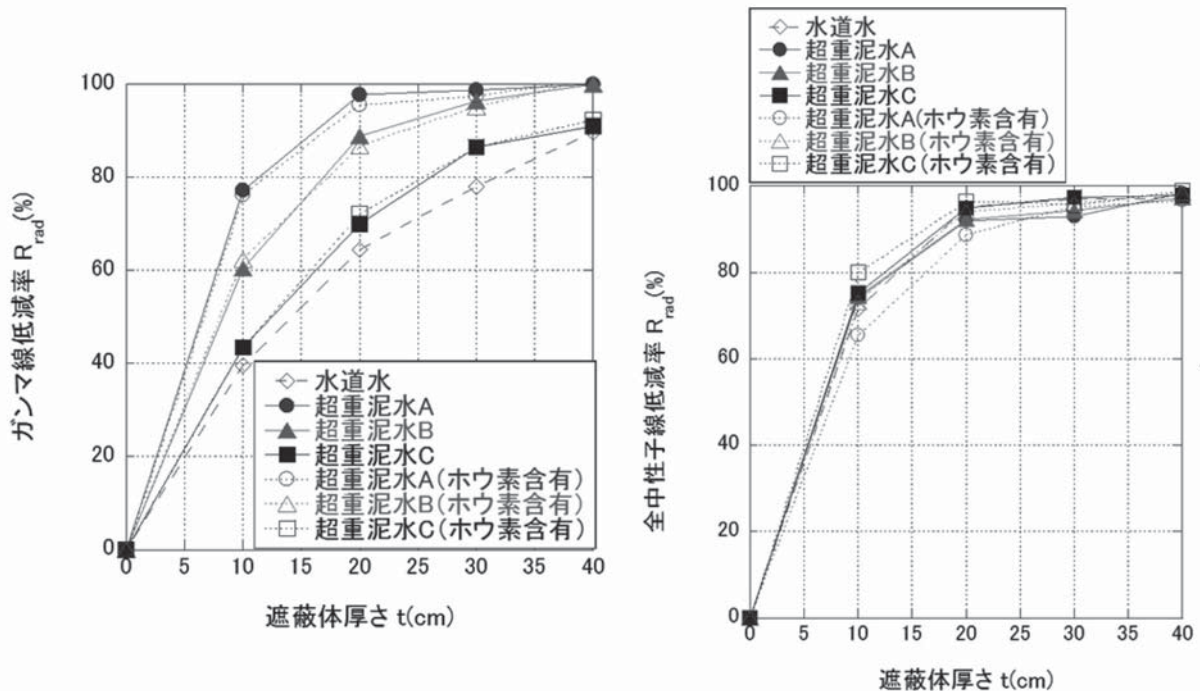 ガンマ線低減率 Rrad(%)
100
80
60
40
20
0
水道水
超重泥水A
超重泥水B
超重泥水C
超重泥水A(ホウ素含有)
超重泥水B(ホウ素含有)
超重泥水C(ホウ素含有)
0 5 10 15 20 25 30 35 40
遮蔽体厚さ t(cm)
水道水
超重泥水A
超重泥水B
超重泥水C
超重泥水A(ホウ素含有)
超重泥水B(ホウ素含有)
超重泥水C(ホウ素含有)
全中性子線低減率 Rrad(%)
100
80
60
40
20
0
0 5 10 15 20 25 30 35 40
遮蔽体厚さ t(cm)